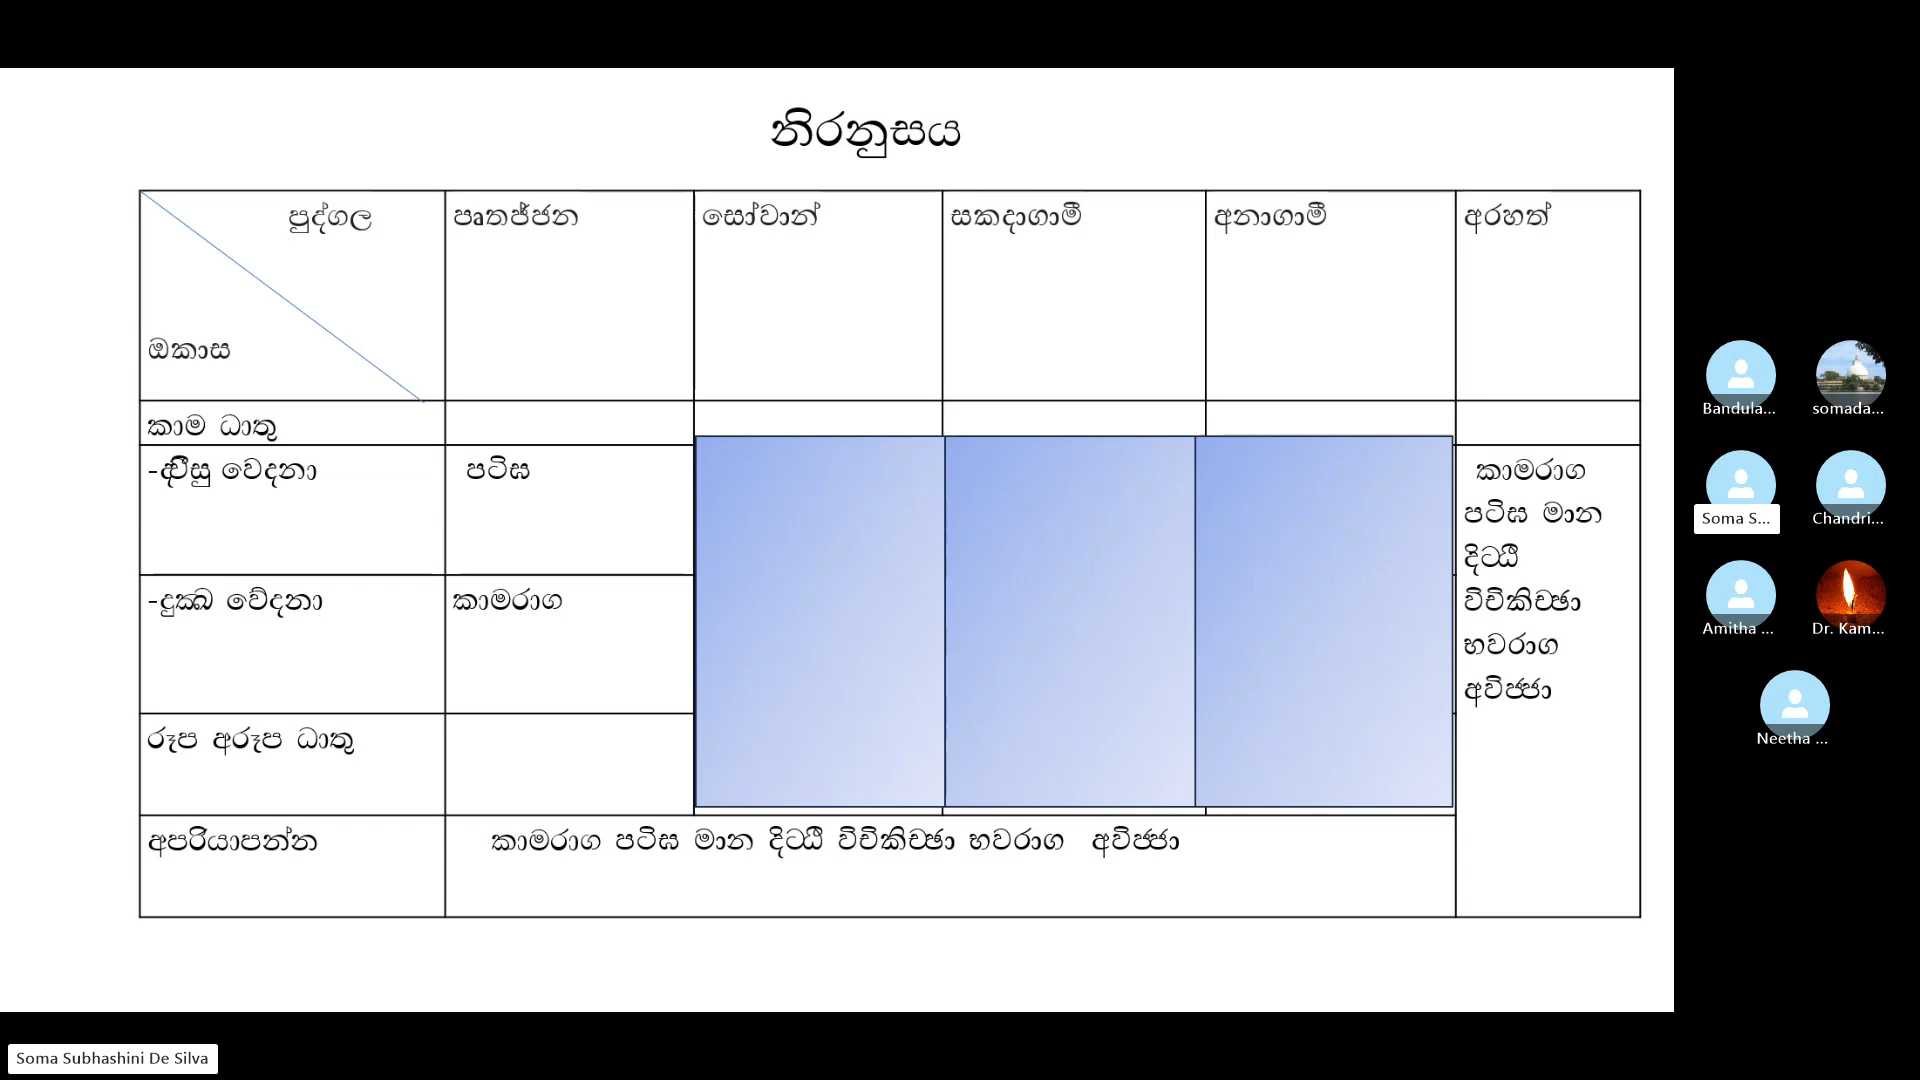 නිරනුසය
පුද්ගල
ඔකාස
පෘතජ්ජන
සෝවාන්
සකදාගාමී
අනාගාමී
අරහත්
කාම ධාතු
-ද්වීසු වෙදනා
පටිඝ
-දුක්ඛ වේදනා
කාමරාග
රූප අරූප ධාතු
කාමරාග
පටිඝ මාන
දිට්ඨි
විචිකිච්ඡා
භවරාග
අවිජ්ජා
අපරියාපන්න
කාමරාග පටිඝ මාන දිට්ඨි විචිකිච්ඡා භවරාග අවිජ්ජා
Bandula...
somada...
Soma S...
Chandri...
Amitha ...
Dr. Kam...
Neetha ...
Soma Subhashini De Silva